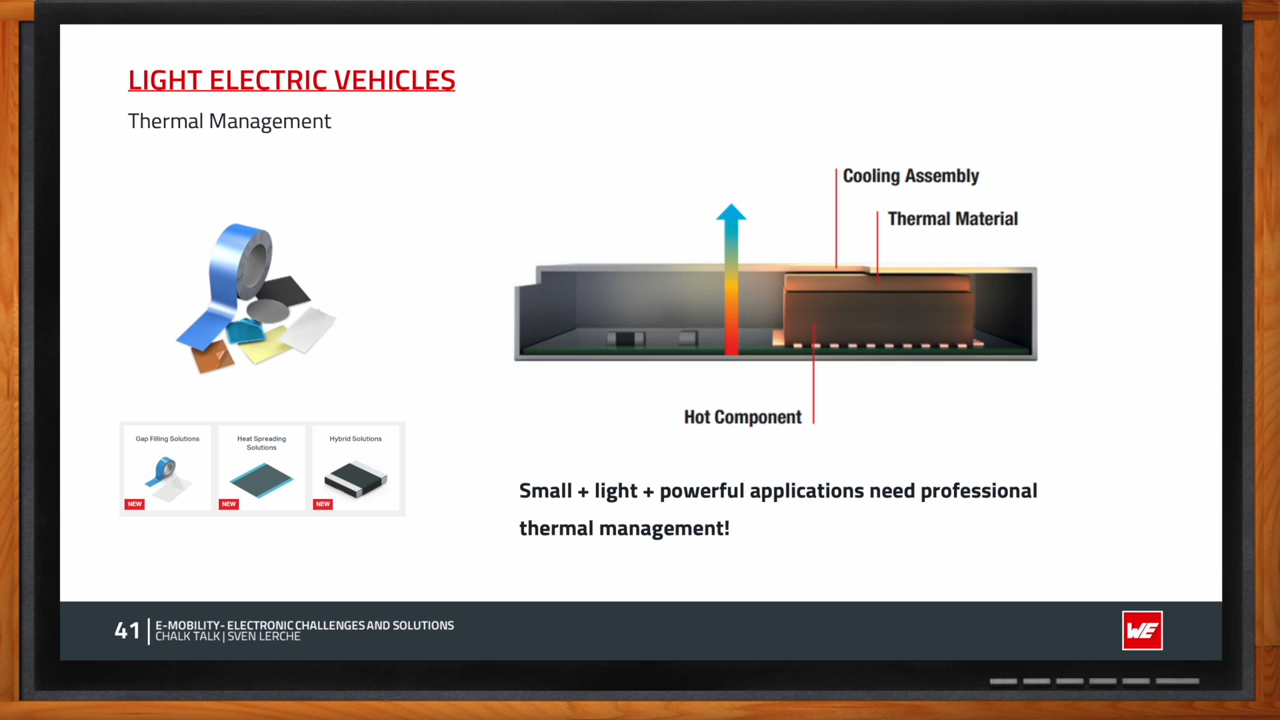 LIGHT ELECTRIC VEHICLES
Thermal Management
Cooling Assembly
Thermal Material
Hot Component
Gap Filling Solutions
Heat Spreading
Solutions
Hybrid Solutions
NEW
NEW
NEW
Small + light + powerful applications need professional
thermal management!
41
E-MOBILITY- ELECTRONIC CHALLENGES AND SOLUTIONS
CHALK TALK | SVEN LERCHE
WE